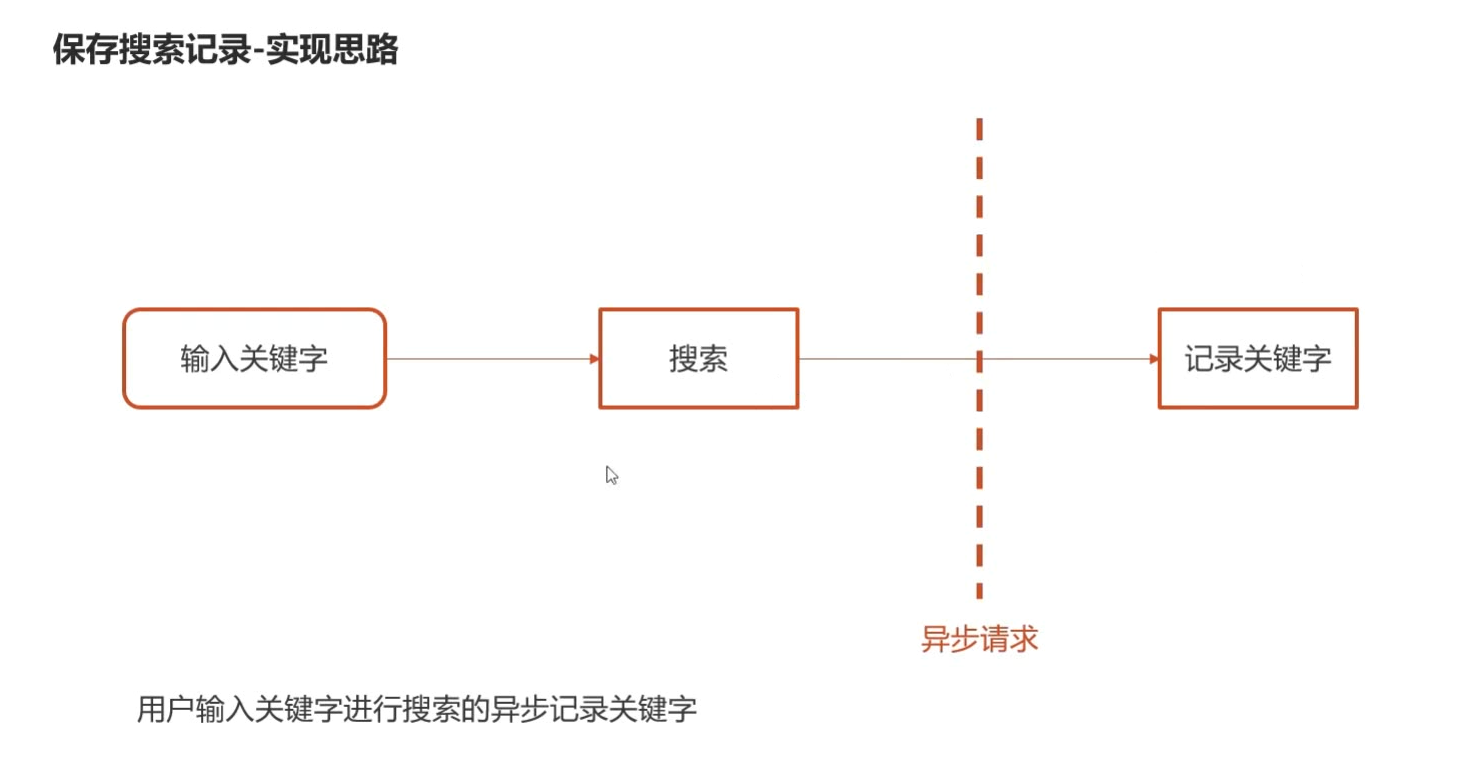 保存搜索记录-实现思路
输入关键字
搜索
记录关键字
异步请求
用户输入关键字进行搜索的异步记录关键字